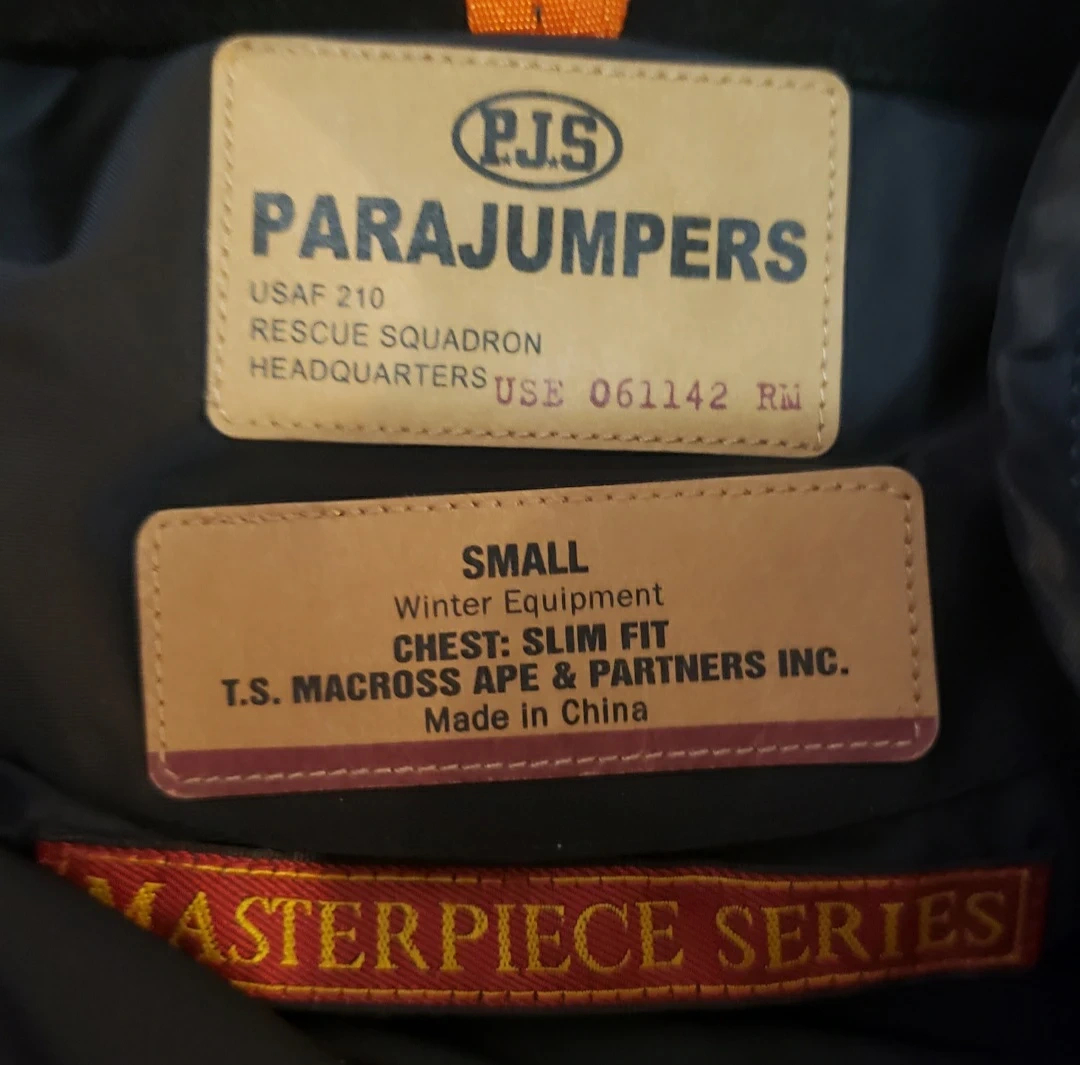 P.J.S
PARAJUMPERS
USAF 210
RESCUE SQUADRON
HEADQUARTERS USE 061142 RM
SMALL
Winter Equipment
CHEST: SLIM FIT
T.S. MACROSS APE & PARTNERS INC.
Made in China
MASTERPIECE SERIES